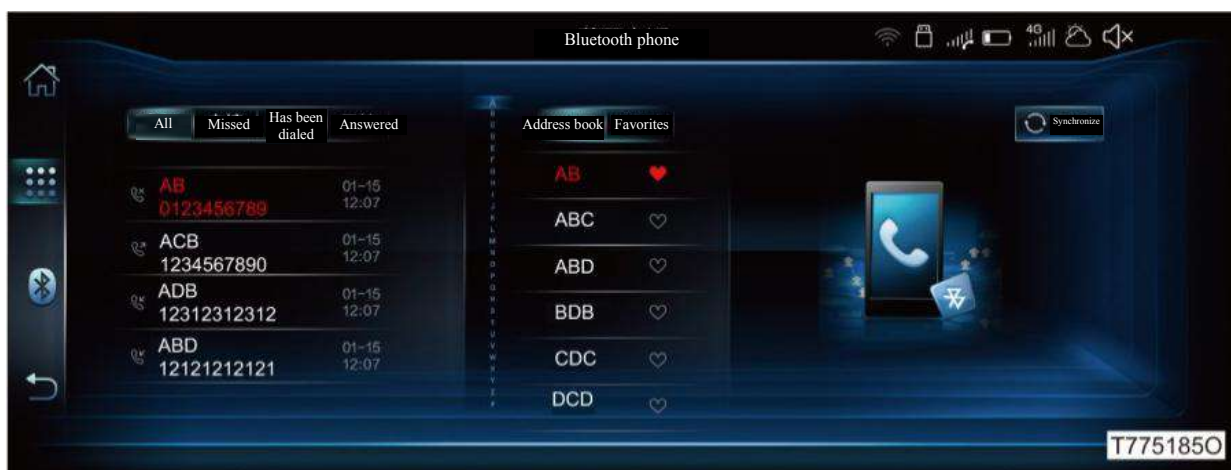 Bluetooth phone
4G
All
Missed
Has been
dialed
Answered
Address book
Favorites
Synchronize
AB
0123456789
01-15
12:07
ACB
1234567890
01-15
12:07
ADB
12312312312
01-15
12:07
ABD
12121212121
01-15
12:07
AB
ABC
ABD
BDB
CDC
DCD
T775185O